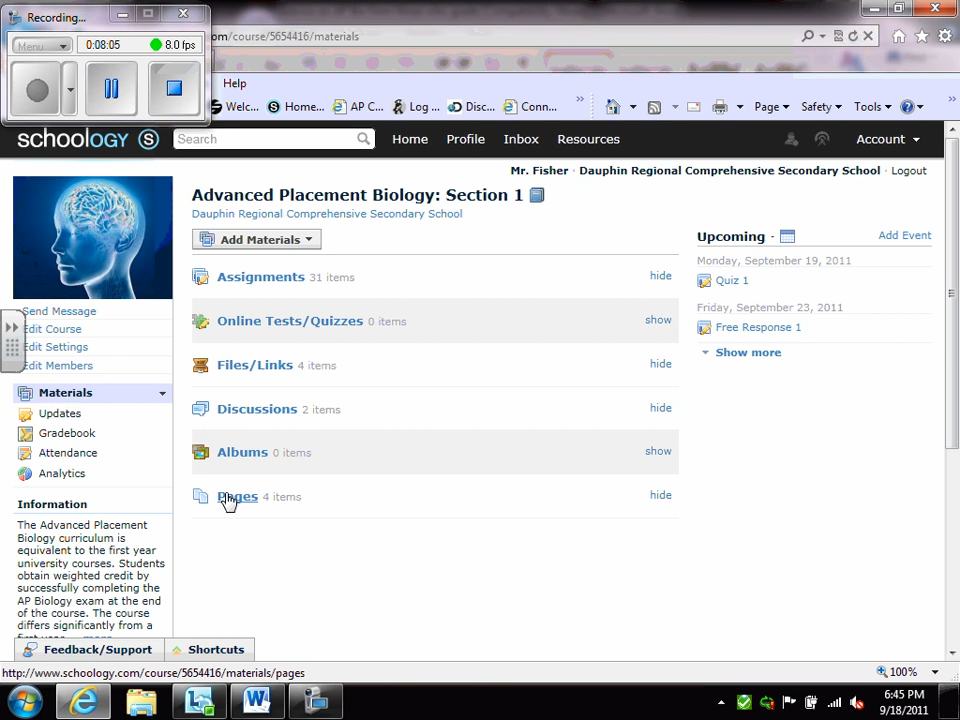 Recording...
Menu
0:08:05
8.0 fps
om/course/5654416/materials
Help
Welc...
Home...
AP C...
Log ...
Disc...
Conn...
»
Page
Safety
Tools
»
schoology S
Search
Home
Profile
Inbox
Resources
Account
Mr. Fisher · Dauphin Regional Comprehensive Secondary School · Logout
Advanced Placement Biology: Section 1
Dauphin Regional Comprehensive Secondary School
Add Materials
Assignments 31 items
hide
Online Tests/Quizzes 0 items
show
Files/Links 4 items
hide
Discussions 2 items
hide
Albums 0 items
show
Pages 4 items
hide
Upcoming ·
Add Event
Monday, September 19, 2011
Quiz 1
Friday, September 23, 2011
Free Response 1
Show more
Send Message
Edit Course
Edit Settings
Edit Members
Materials
Updates
Gradebook
Attendance
Analytics
Information
The Advanced Placement
Biology curriculum is
equivalent to the first year
university courses. Students
obtain weighted credit by
successfully completing the
AP Biology exam at the end
of the course. The course
differs significantly from a
Feedback/Support
Shortcuts
http://www.schoology.com/course/5654416/materials/pages
100%
6:45 PM
9/18/2011